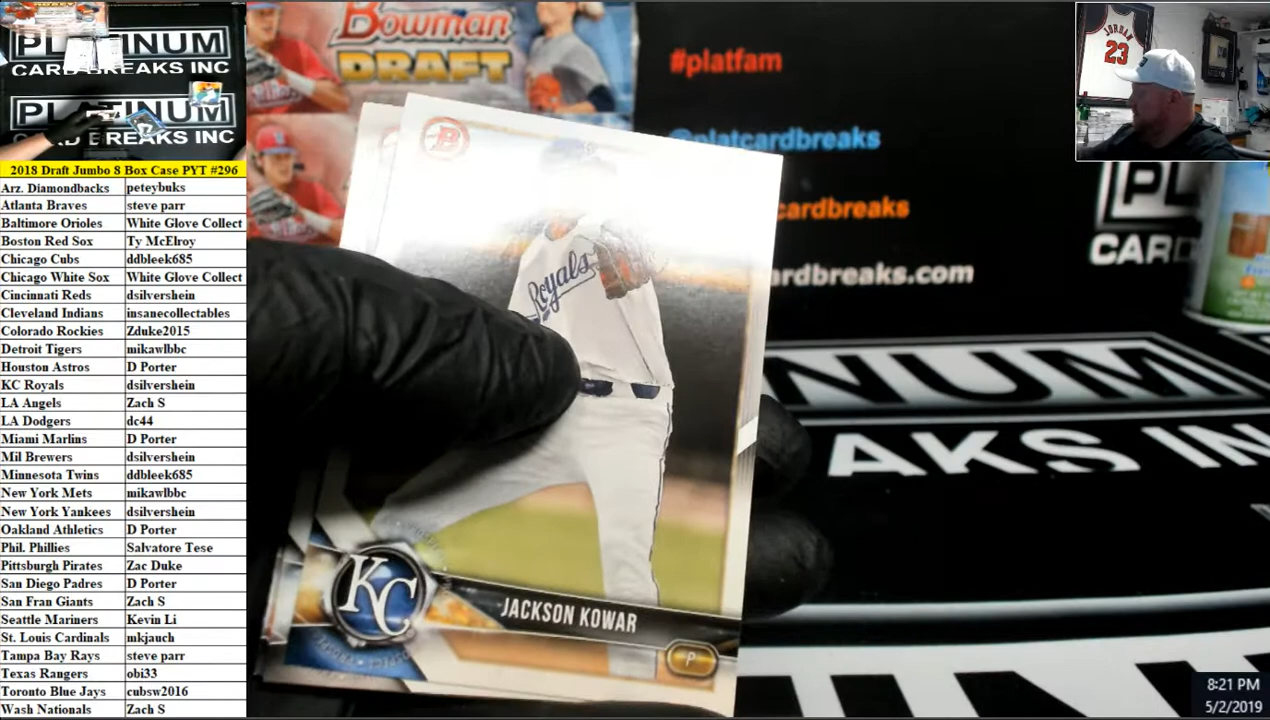 PLATINUM
CARD BREAKS INC
PLATINUM
CARD BREAKS INC
2018 Draft Jumbo 8 Box Case PYT #296
Arz. Diamondbacks peteybuks
Atlanta Braves steve parr
Baltimore Orioles White Glove Collect
Boston Red Sox Ty McElroy
Chicago Cubs ddbleek685
Chicago White Sox White Glove Collect
Cincinnati Reds dsilvershein
Cleveland Indians insanecollectables
Colorado Rockies Zduke2015
Detroit Tigers mikawlbbc
Houston Astros D Porter
KC Royals dsilvershein
LA Angels Zach S
LA Dodgers dc44
Miami Marlins D Porter
Mil Brewers dsilvershein
Minnesota Twins ddbleek685
New York Mets mikawlbbc
New York Yankees dsilvershein
Oakland Athletics D Porter
Phil. Phillies Salvatore Tese
Pittsburgh Pirates Zac Duke
San Diego Padres D Porter
San Fran Giants Zach S
Seattle Mariners Kevin Li
St. Louis Cardinals mkjauch
Tampa Bay Rays steve parr
Texas Rangers obi33
Toronto Blue Jays cubsw2016
Wash Nationals Zach S
Bowman
DRAFT
#platfam
@platcardbreaks
cardbreaks
rdbreaks.com
B
Royals
KC
JACKSON KOWAR
P
JORDAN
23
PL
CARD
NUM
AKS IN
8:21 PM
5/2/2019